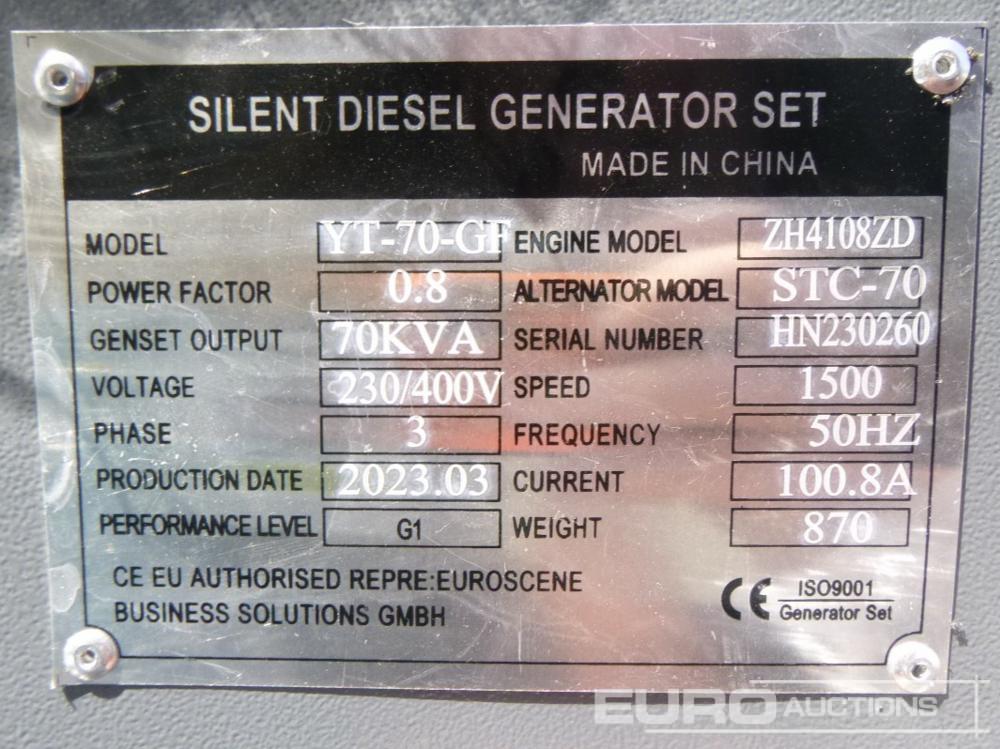 SILENT DIESEL GENERATOR SET
MADE IN CHINA
MODEL YT-70-GF ENGINE MODEL ZH4108ZD
POWER FACTOR 0.8 ALTERNATOR MODEL STC-70
GENSET OUTPUT 70KVA SERIAL NUMBER HN230260
VOLTAGE 230/400V SPEED 1500
PHASE 3 FREQUENCY 50HZ
PRODUCTION DATE 2023.03 CURRENT 100.8A
PERFORMANCE LEVEL G1 WEIGHT 870
CE EU AUTHORISED REPRE:EUROSCENE
BUSINESS SOLUTIONS GMBH
CE ISO9001
Generator Set
EURO AUCTIONS